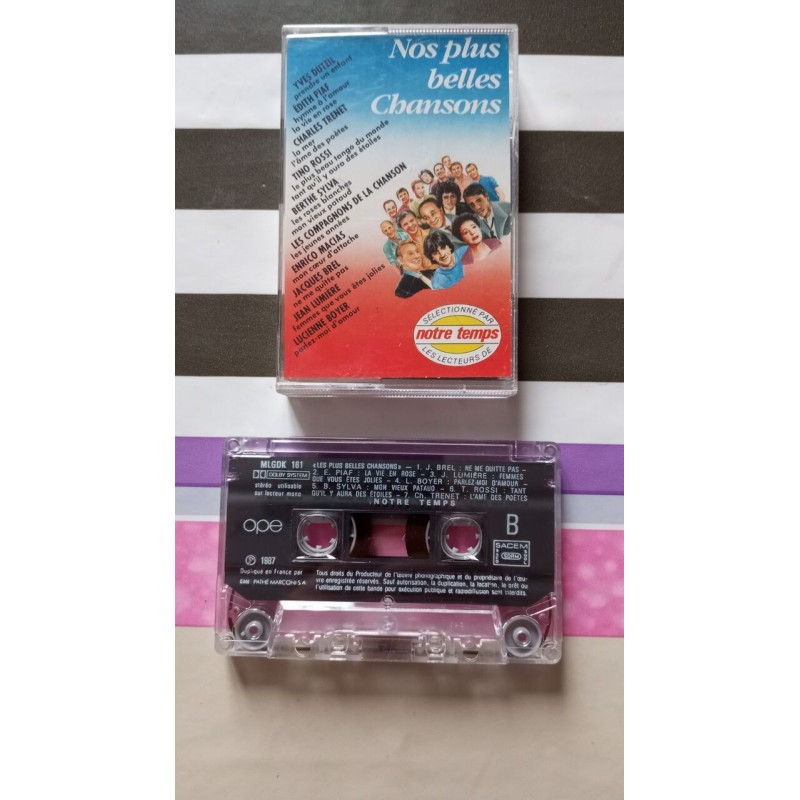 Nos plus
belles
Chansons
YVES DUTEIL
prendre un enfant
EDITH PIAF
hymne à l'amour
la vie en rose
CHARLES TRENET
la mer
l'âme des poètes
TINO ROSSI
le plus beau tango du monde
tant qu'il y aura des étoiles
BERTHE SYLVA
les roses blanches
mon vieux pataud
LES COMPAGNONS DE LA CHANSON
les jeunes années
ENRICO MACIAS
mon cœur d'attache
JACQUES BREL
ne me quitte pas
JEAN LUMIÈRE
femmes que vous êtes jolies
LUCIENNE BOYER
parlez-moi d'amour
SÉLECTIONNÉ PAR
notre temps
LES LECTEURS DE
MLGDK 161
DOLBY SYSTEM
stéréo utilisable
sur lecteur mono
«LES PLUS BELLES CHANSONS» – 1. J. BREL : NE ME QUITTE PAS –
2. E. PIAF : LA VIE EN ROSE – 3. J. LUMIÈRE : FEMMES
QUE VOUS ÊTES JOLIES – 4. L. BOYER : PARLEZ-MOI D'AMOUR –
5. B. SYLVA : MON VIEUX PATAUD – 6. T. ROSSI : TANT
QU'IL Y AURA DES ÉTOILES – 7. Ch. TRENET : L'AME DES POÈTES
NOTRE TEMPS
ape
B
℗ 1987
Dupliqué en France par
EMI PATHÉ MARCONI S.A
SACEM
SDRM
Tous droits du Producteur de l'œuvre phonographique et du propriétaire de l'œu-
vre enregistrée réservés. Sauf autorisation, la duplication, la location, le prêt ou
l'utilisation de cette bande pour exécution publique et radiodiffusion sont interdits.